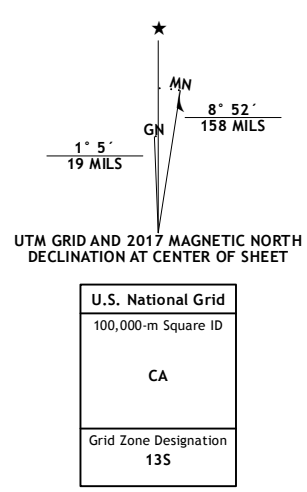 ★
MN
8° 52´
158 MILS
GN
1° 5´
19 MILS
UTM GRID AND 2017 MAGNETIC NORTH
DECLINATION AT CENTER OF SHEET
U.S. National Grid
100,000-m Square ID
CA
Grid Zone Designation
13S